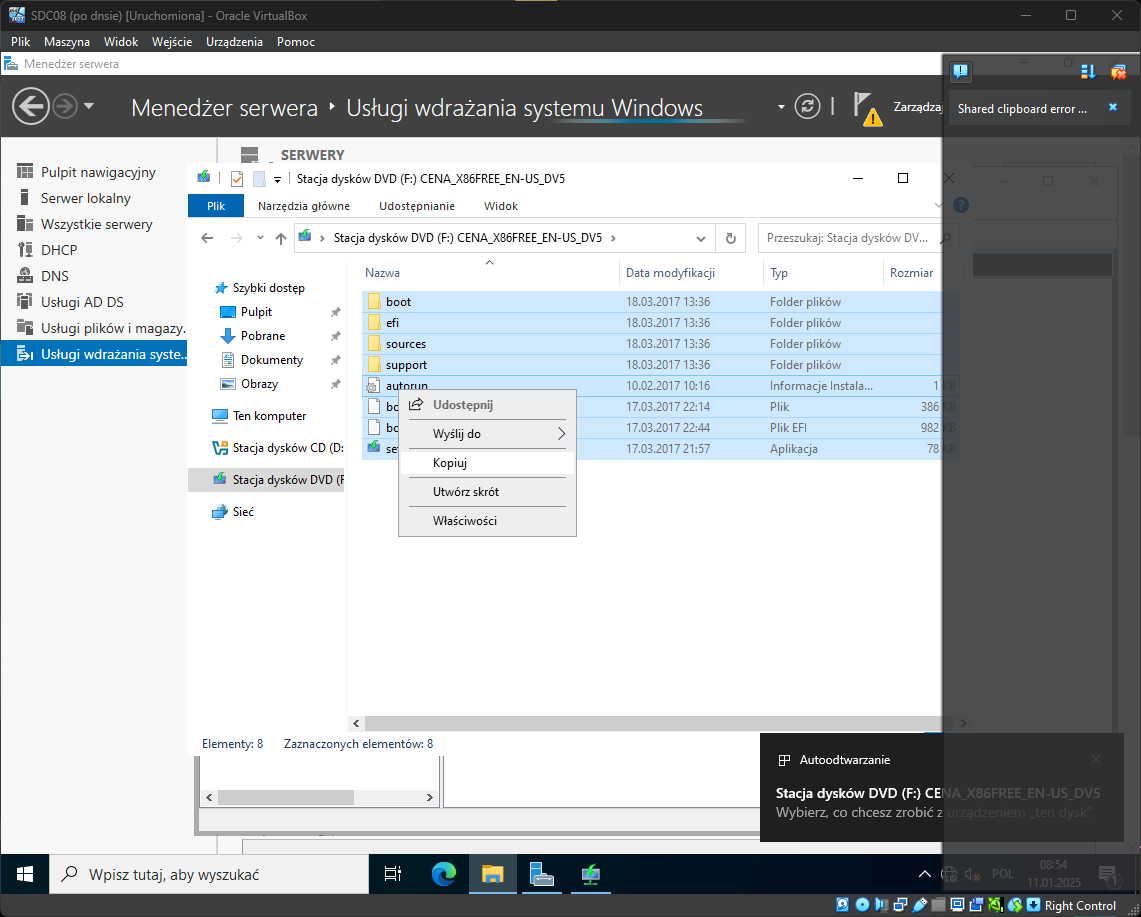 SDC08 (po dnsie) [Uruchomiona] - Oracle VirtualBox
Plik Maszyna Widok Wejście Urządzenia Pomoc
Menedżer serwera
Menedżer serwera Usługi wdrażania systemu Windows
Zarządzaj
Shared clipboard error ...
Pulpit nawigacyjny
Serwer lokalny
Wszystkie serwery
DHCP
DNS
Usługi AD DS
Usługi plików i magazy.
Usługi wdrażania syste..
SERWERY
Stacja dysków DVD (F:) CENA_X86FREE_EN-US_DV5
Plik Narzędzia główne Udostępnianie Widok
Stacja dysków DVD (F:) CENA_X86FREE_EN-US_DV5
Przeszukaj: Stacja dysków DV...
Szybki dostęp
Pulpit
Pobrane
Dokumenty
Obrazy
Ten komputer
Stacja dysków CD (D:
Stacja dysków DVD (F
Sieć
Nazwa Data modyfikacji Typ Rozmiar
boot 18.03.2017 13:36 Folder plików
efi 18.03.2017 13:36 Folder plików
sources 18.03.2017 13:36 Folder plików
support 18.03.2017 13:36 Folder plików
autorun 10.02.2017 10:16 Informacje Instala... 1 KB
bo 17.03.2017 22:14 Plik 386 KB
bo 17.03.2017 22:44 Plik EFI 982 KB
se 17.03.2017 21:57 Aplikacja 78 KB
Udostępnij
Wyślij do
Kopiuj
Utwórz skrót
Właściwości
Elementy: 8 Zaznaczonych elementów: 8
Autoodtwarzanie
Stacja dysków DVD (F:) CENA_X86FREE_EN-US_DV5
Wybierz, co chcesz zrobić z urządzeniem „ten dysk”.
Wpisz tutaj, aby wyszukać
POL
08:54
11.01.2025
1
Right Control